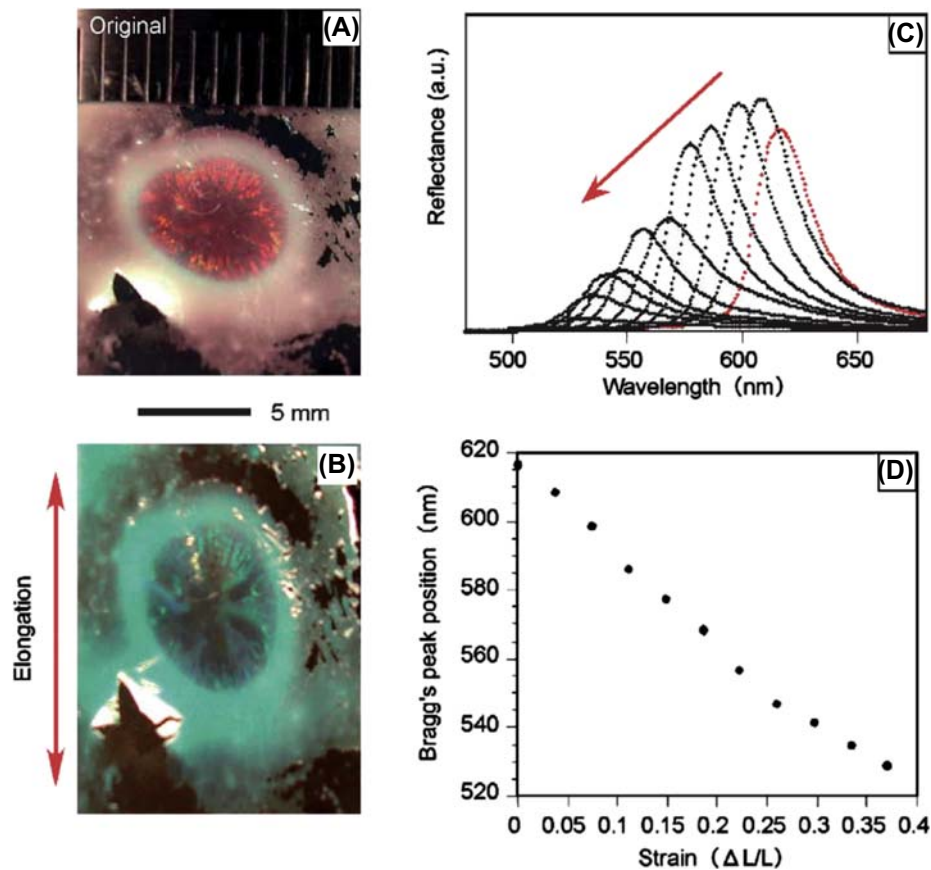 Original
(A)
5 mm
Elongation
(B)
(C)
Reflectance (a.u.)
500
550
600
650
Wavelength (nm)
(D)
Bragg's peak position (nm)
620
600
580
560
540
520
0
0.05
0.1
0.15
0.2
0.25
0.3
0.35
0.4
Strain (ΔL/L)